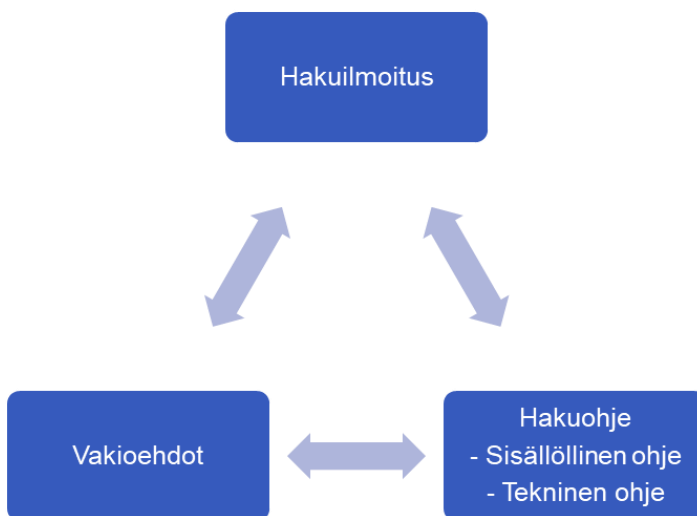 Hakuilmoitus
Vakioehdot
Hakuohje
- Sisällöllinen ohje
- Tekninen ohje